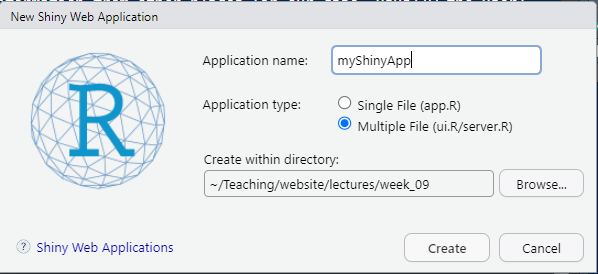 New Shiny Web Application
Application name: myShinyApp
Application type: Single File (app.R)
Multiple File (ui.R/server.R)
Create within directory:
~/Teaching/website/lectures/week_09 Browse...
R
? Shiny Web Applications Create Cancel